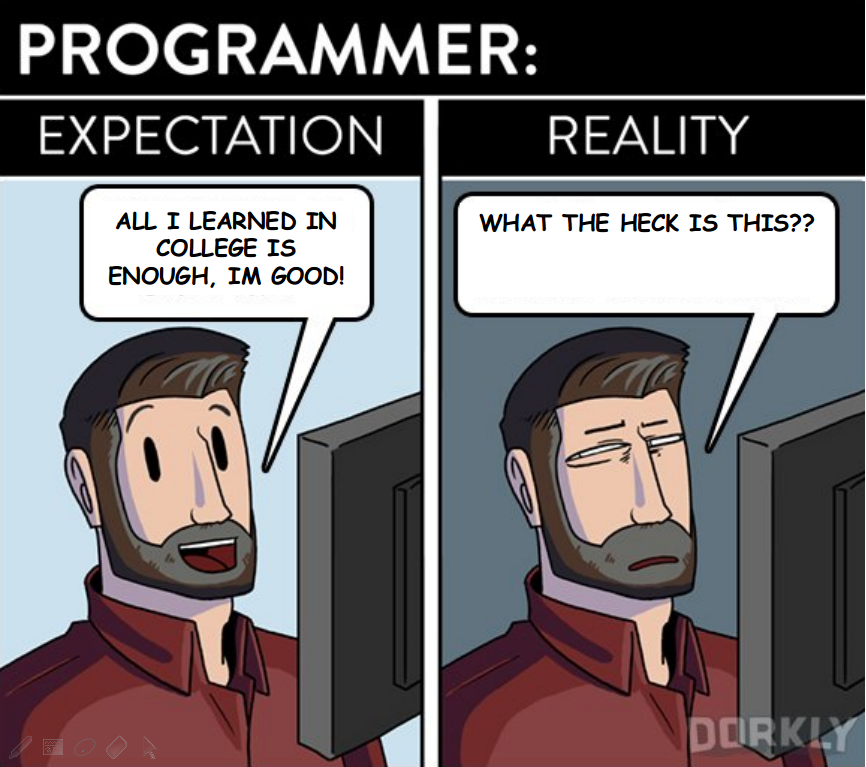 PROGRAMMER:
EXPECTATION
REALITY
ALL I LEARNED IN
COLLEGE IS
ENOUGH, IM GOOD!
WHAT THE HECK IS THIS??
DORKLY